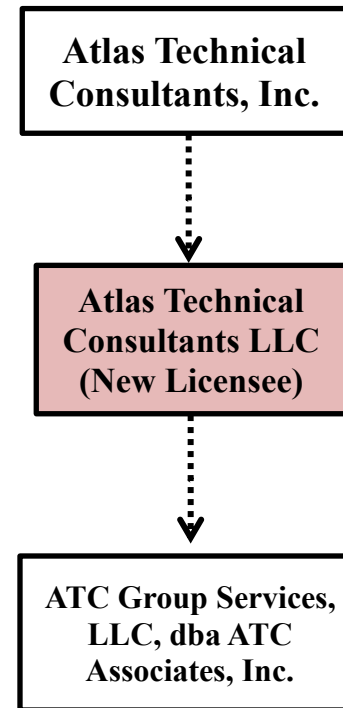 Atlas Technical
Consultants, Inc.
Atlas Technical
Consultants LLC
(New Licensee)
ATC Group Services,
LLC, dba ATC
Associates, Inc.